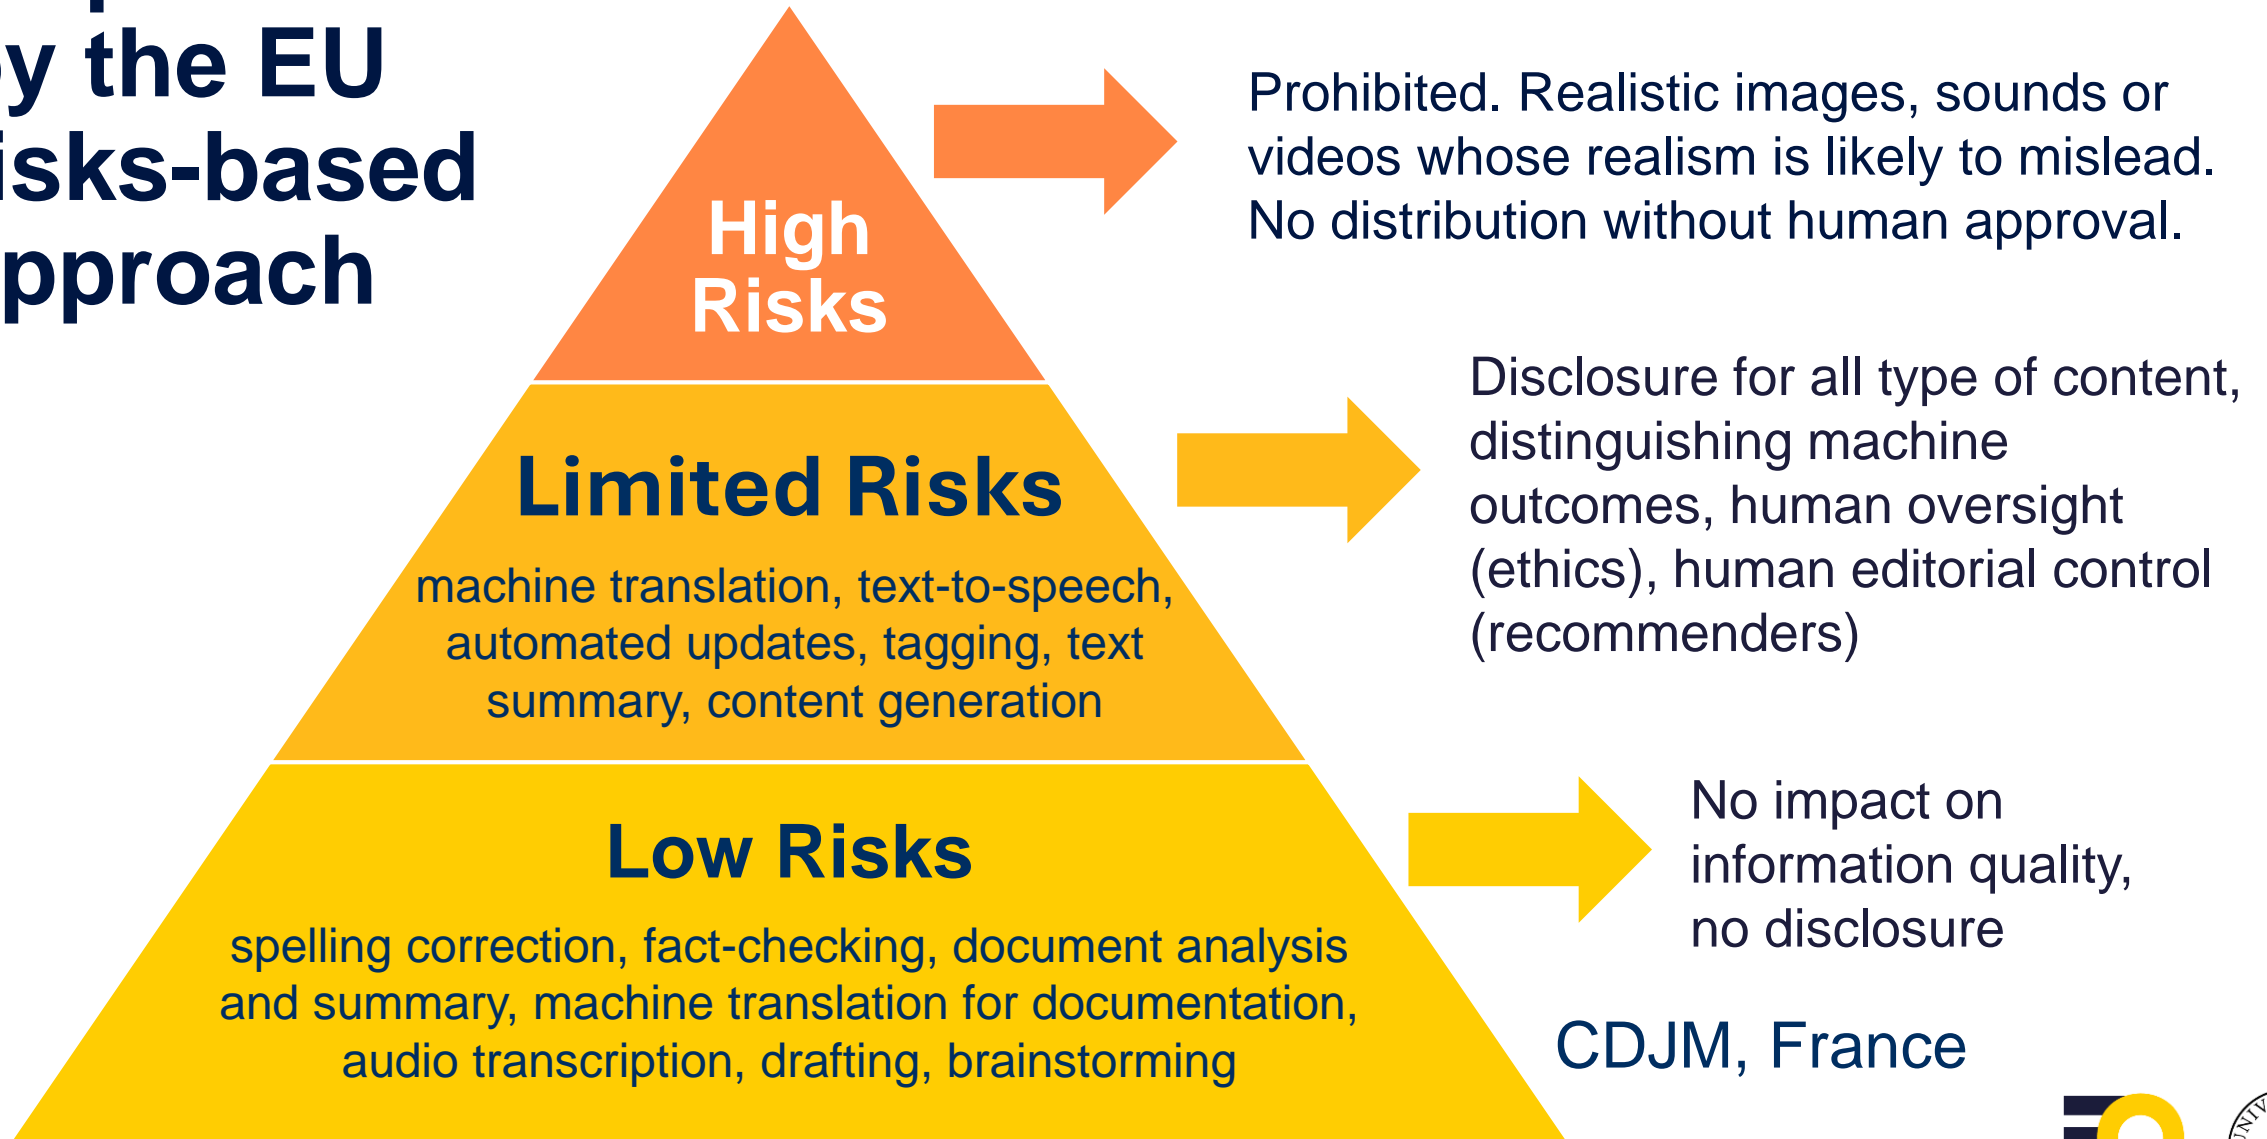 by the EU
risks-based
approach
High
Risks
Prohibited. Realistic images, sounds or
videos whose realism is likely to mislead.
No distribution without human approval.
Limited Risks
machine translation, text-to-speech,
automated updates, tagging, text
summary, content generation
Disclosure for all type of content,
distinguishing machine
outcomes, human oversight
(ethics), human editorial control
(recommenders)
Low Risks
spelling correction, fact-checking, document analysis
and summary, machine translation for documentation,
audio transcription, drafting, brainstorming
No impact on
information quality,
no disclosure
CDJM, France